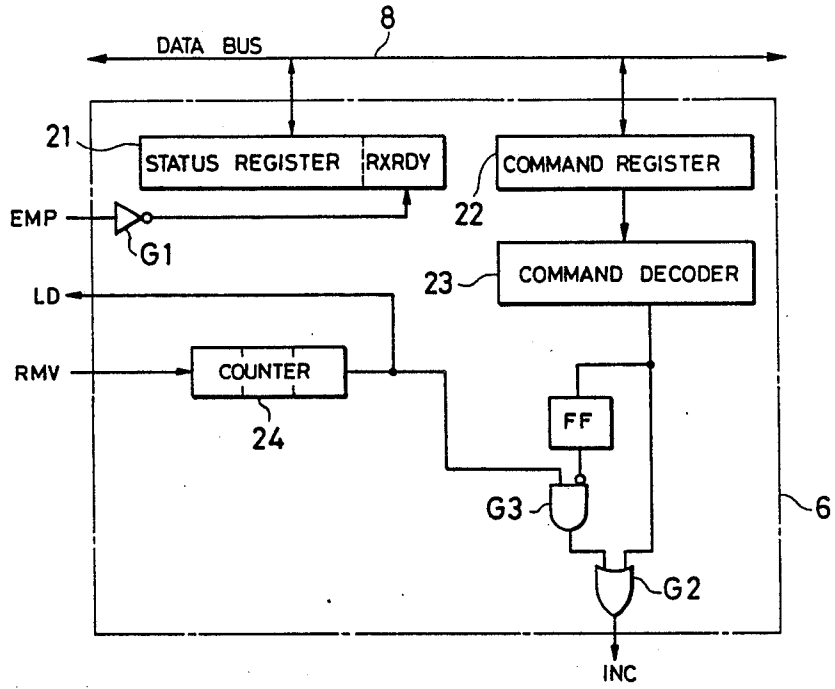 8
DATA BUS
21
STATUS REGISTER RXRDY
COMMAND REGISTER
22
EMP
G1
23
COMMAND DECODER
LD
RMV
COUNTER
24
FF
G3
6
G2
INC